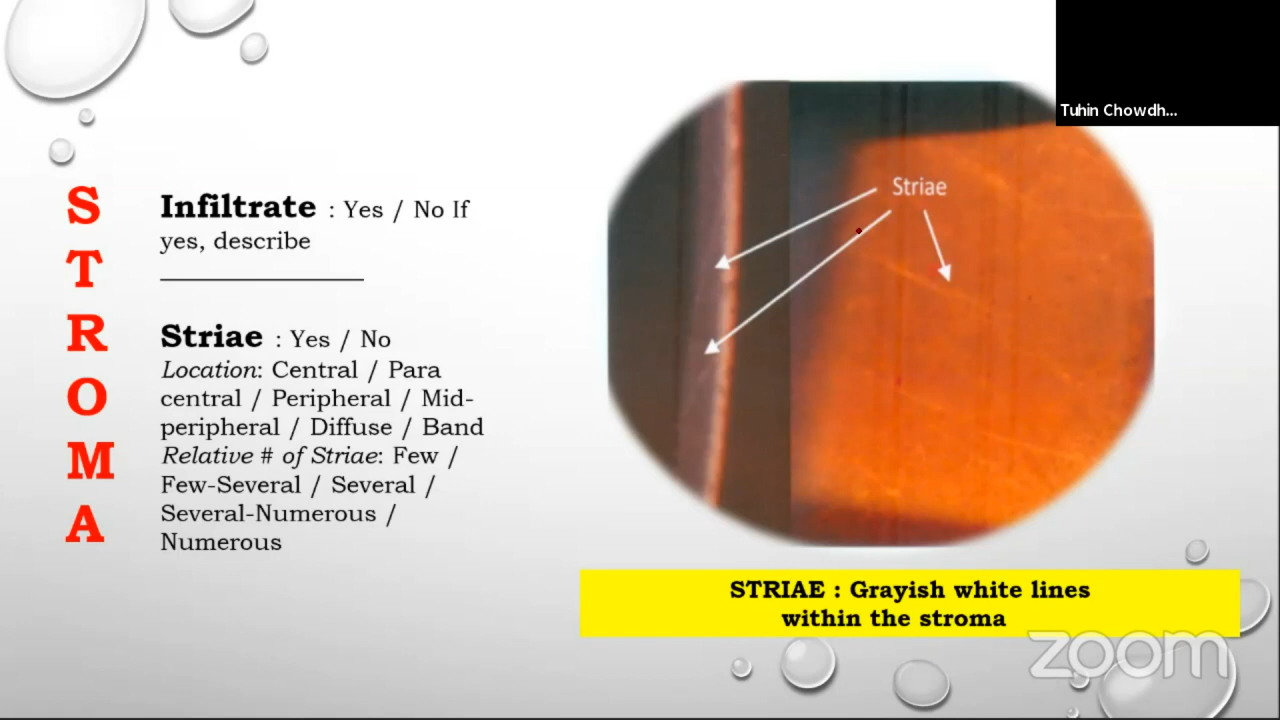 S
T
R
O
M
A
Infiltrate : Yes / No If
yes, describe
Striae : Yes / No
Location: Central / Para
central / Peripheral / Mid-
peripheral / Diffuse / Band
Relative # of Striae: Few /
Few-Several / Several /
Several-Numerous /
Numerous
Striae
STRIAE : Grayish white lines
within the stroma
Tuhin Chowdh...
zoom